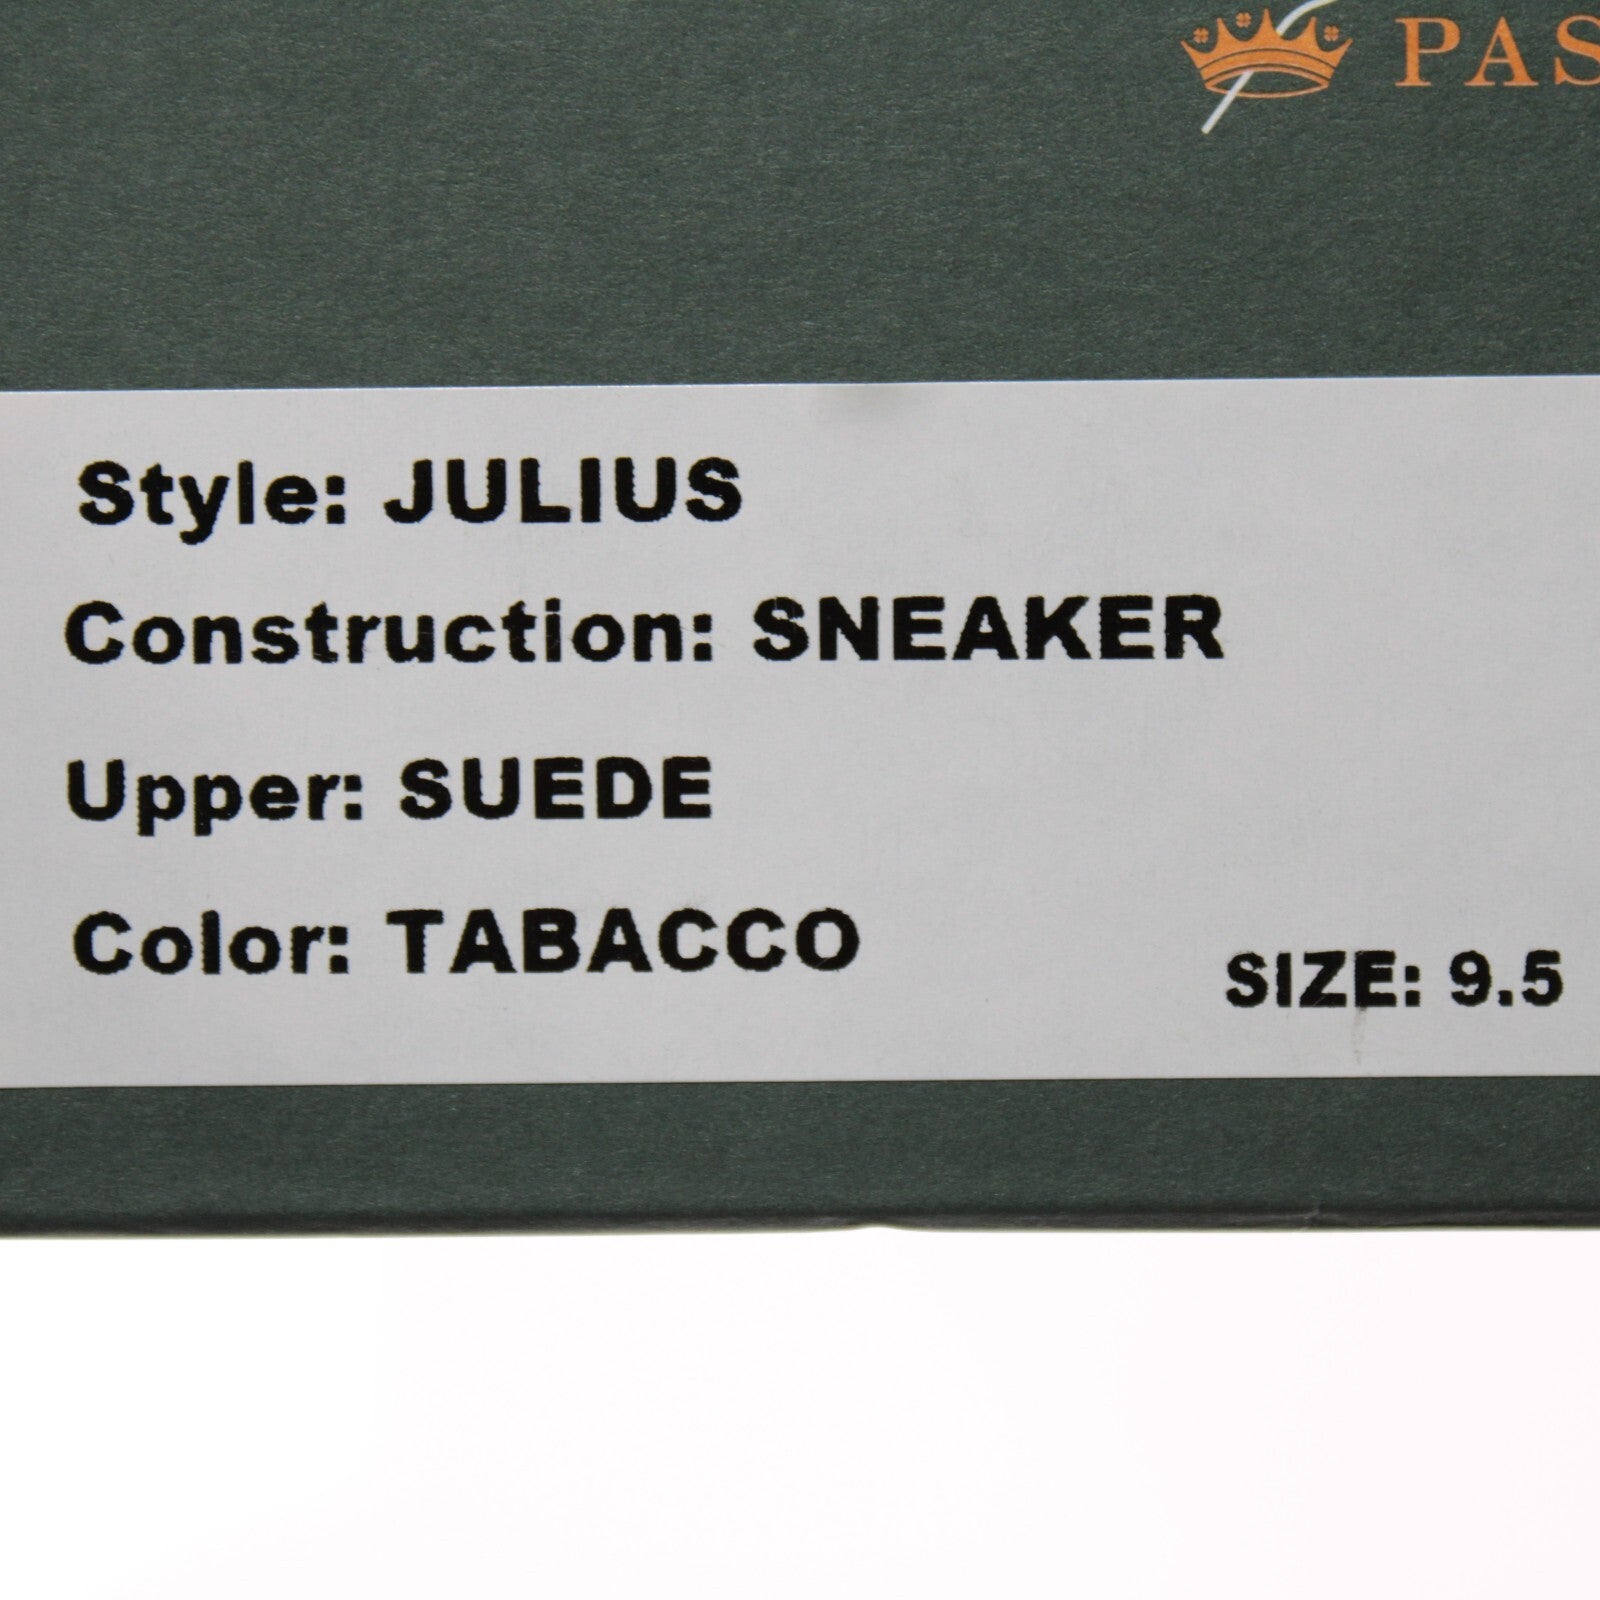 PAS
Style: JULIUS
Construction: SNEAKER
Upper: SUEDE
Color: TABACCO
SIZE: 9.5